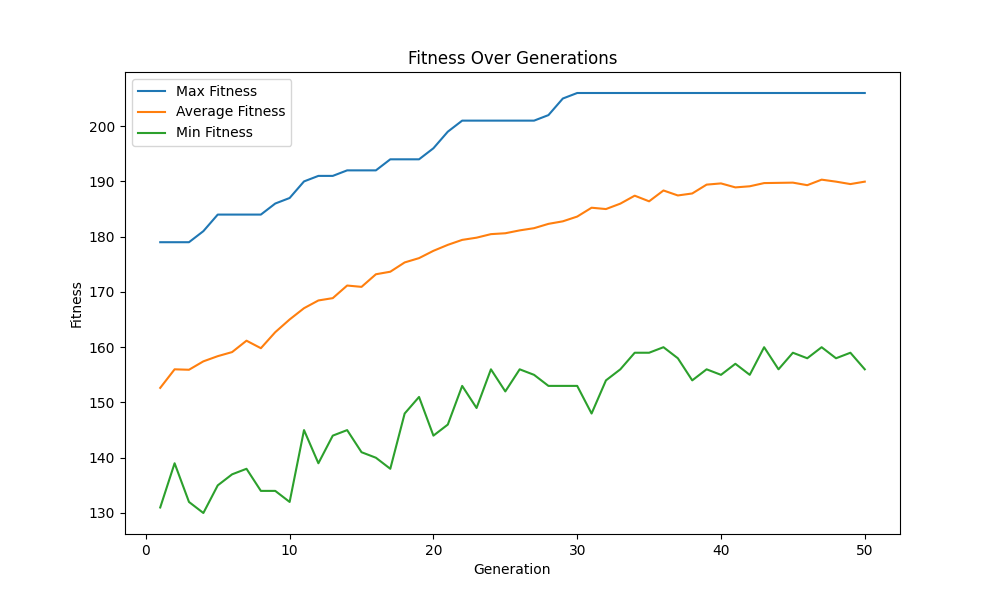 Fitness Over Generations
Max Fitness
Average Fitness
Min Fitness
Fitness
200
190
180
170
160
150
140
130
0 10 20 30 40 50
Generation